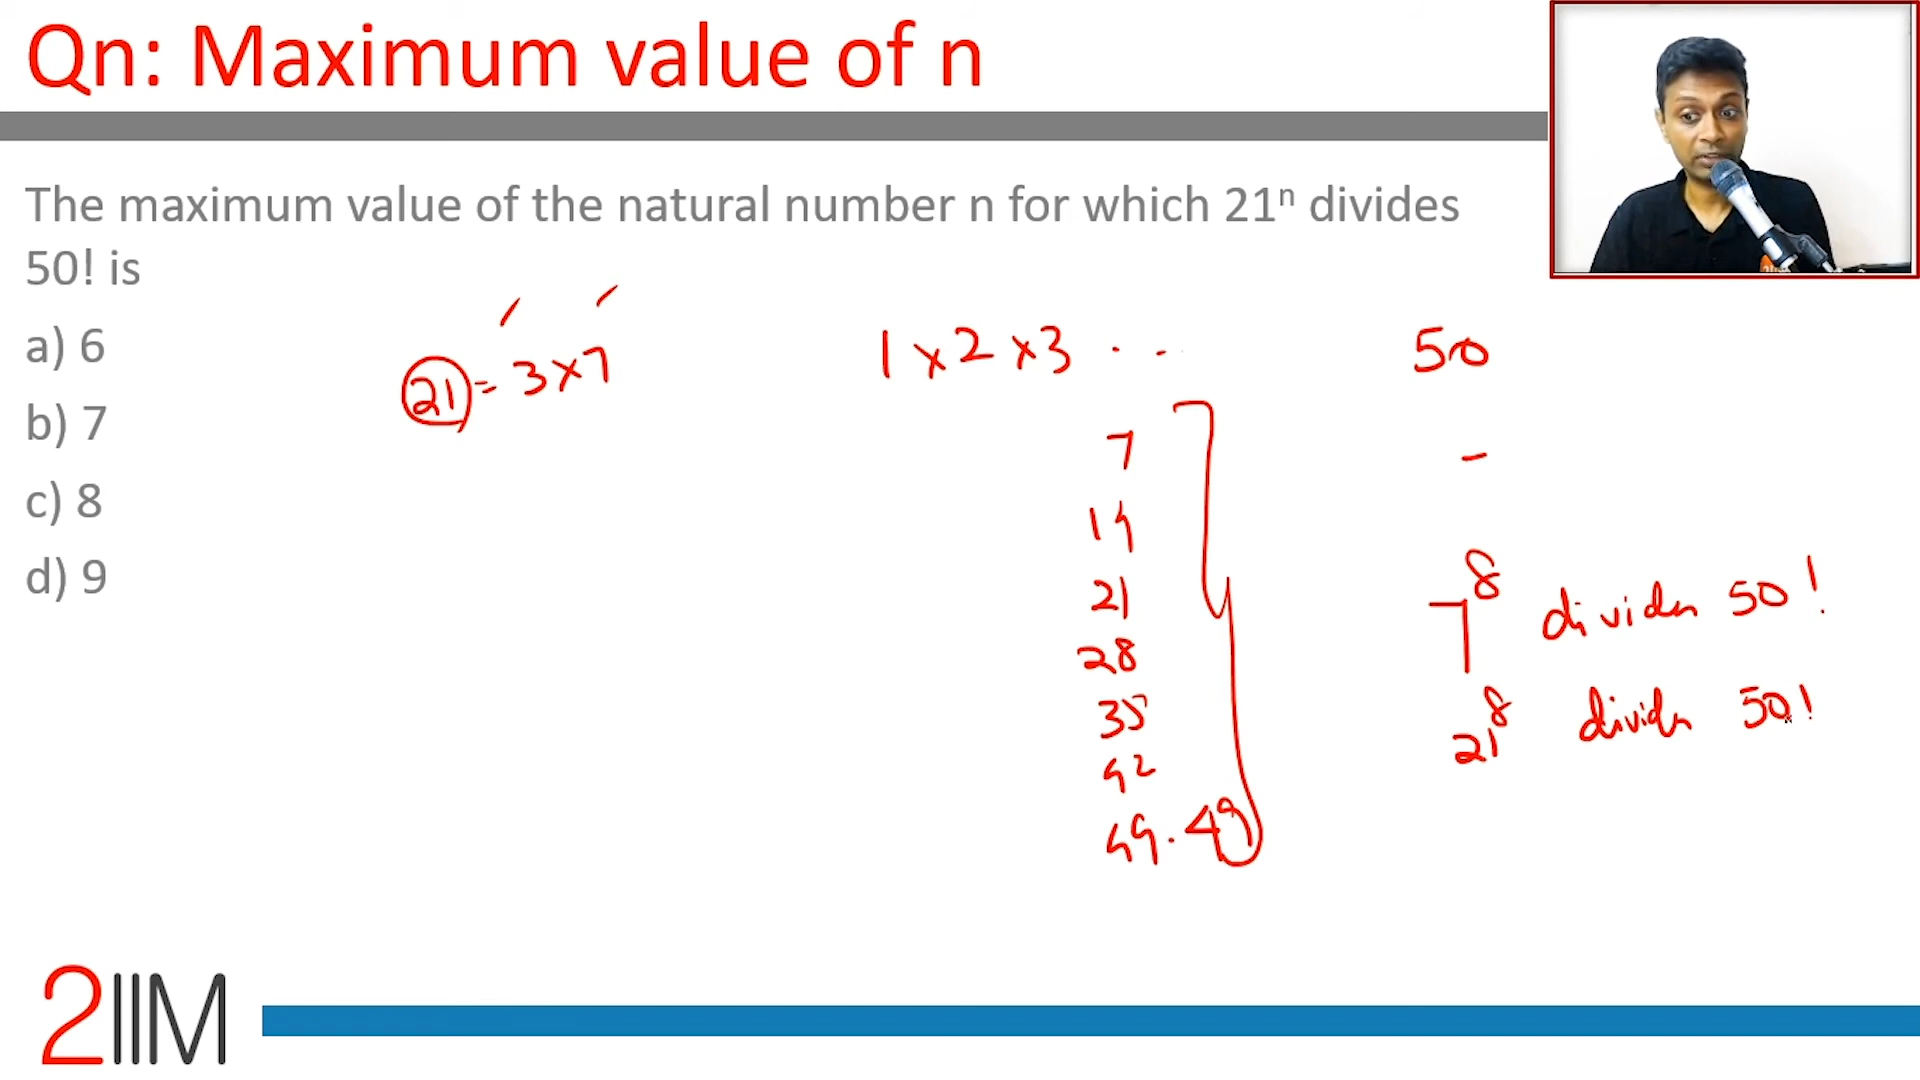 Qn: Maximum value of n
The maximum value of the natural number n for which 21ⁿ divides
50! is
a) 6
b) 7
c) 8
d) 9
21 = 3 x 7
1 x 2 x 3 . . . 50
7
14
21
28
35
42
49. 49
7⁸ divides 50!
21⁸ divides 50!
2IIM